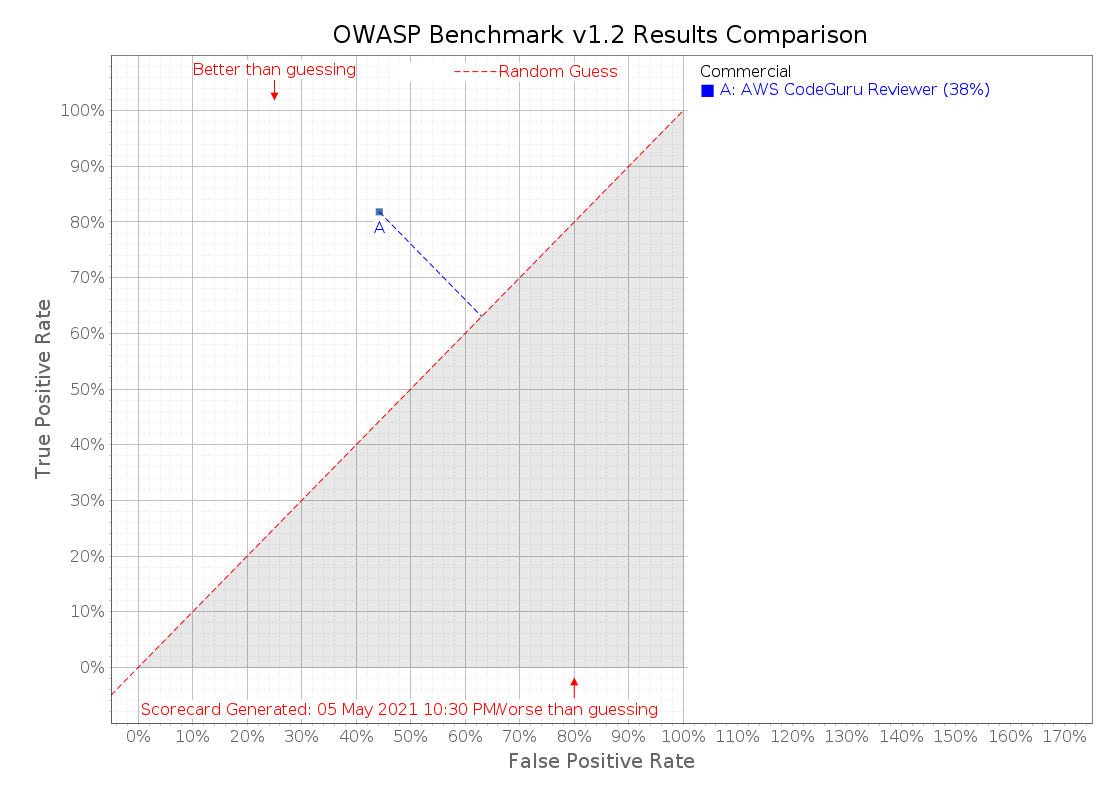 OWASP Benchmark v1.2 Results Comparison
Better than guessing
Random Guess
Commercial
A: AWS CodeGuru Reviewer (38%)
100%
90%
80%
70%
60%
50%
40%
30%
20%
10%
0%
True Positive Rate
A
Scorecard Generated: 05 May 2021 10:30 PM
Worse than guessing
0% 10% 20% 30% 40% 50% 60% 70% 80% 90% 100% 110% 120% 130% 140% 150% 160% 170%
False Positive Rate